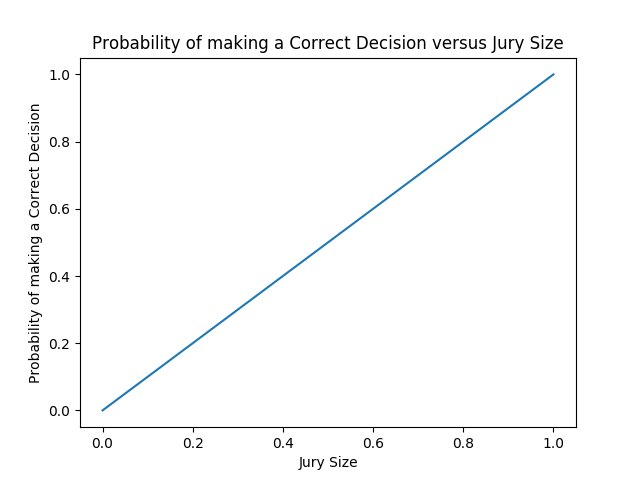 Probability of making a Correct Decision versus Jury Size
Probability of making a Correct Decision
1.0
0.8
0.6
0.4
0.2
0.0
0.0 0.2 0.4 0.6 0.8 1.0
Jury Size